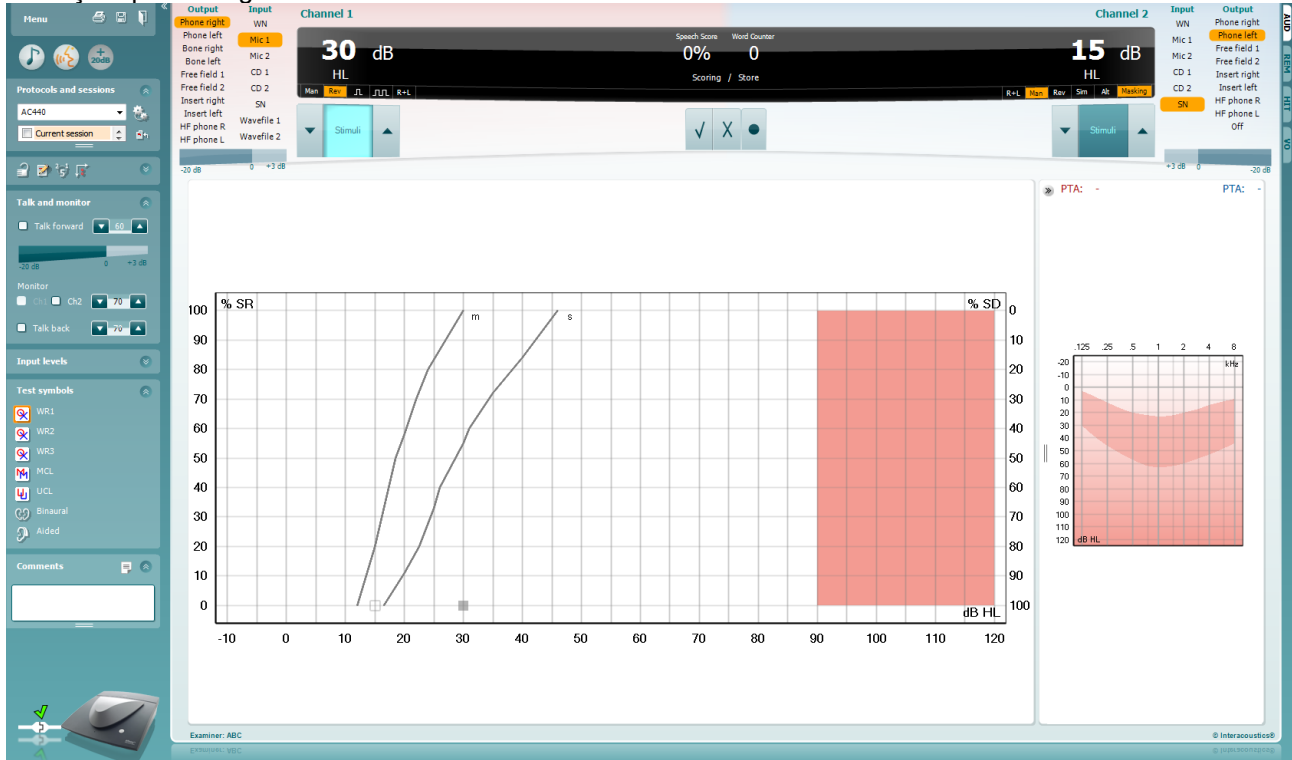 Menu
Protocols and sessions
AC440
Current session
Talk and monitor
Talk forward 60
-20 dB 0 +3 dB
Monitor
Ch1 Ch2 70
Talk back 70
Input levels
Test symbols
WR1
WR2
WR3
MCL
UCL
Binaural
Aided
Comments
+20dB
Output
Phone right
Phone left
Bone right
Bone left
Free field 1
Free field 2
Insert right
Insert left
HF phone R
HF phone L
Input
WN
Mic 1
Mic 2
CD 1
CD 2
SN
Wavefile 1
Wavefile 2
-20 dB 0 +3 dB
Channel 1
30 dB
HL
Man Rev R+L
Stimuli
Speech Score Word Counter
0% 0
Scoring / Store
Channel 2
15 dB
HL
R+L Man Rev Sim Alt Masking
Stimuli
Input
WN
Mic 1
Mic 2
CD 1
CD 2
SN
Output
Phone right
Phone left
Free field 1
Free field 2
Insert right
Insert left
HF phone R
HF phone L
Off
+3 dB 0 -20 dB
AUD
REM
HIT
VO
% SR % SD
m s
100 0
90 10
80 20
70 30
60 40
50 50
40 60
30 70
20 80
10 90
0 100
dB HL
-10 0 10 20 30 40 50 60 70 80 90 100 110 120
PTA: - PTA: -
.125 .25 .5 1 2 4 8
kHz
-20
-10
0
10
20
30
40
50
60
70
80
90
100
110
120 dB HL
Examiner: ABC
© Interacoustics®